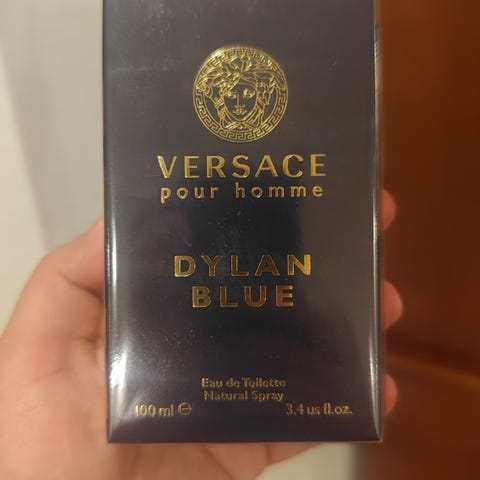 VERSACE
pour homme
DYLAN
BLUE
Eau de Toilette
Natural Spray
100 ml ℮ 3.4 us fl.oz.